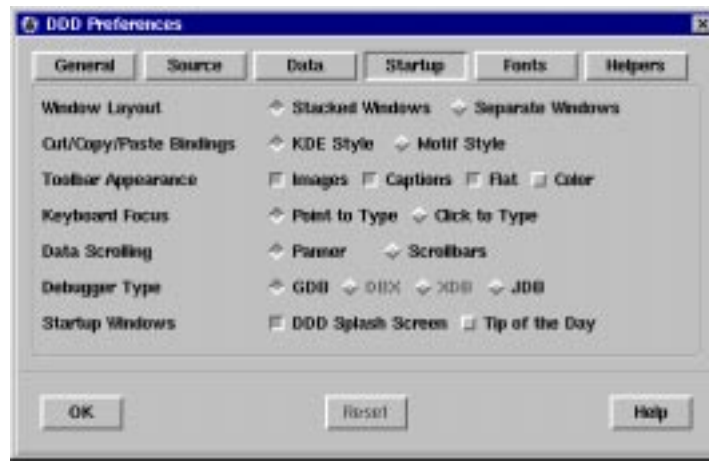 DDD Preferences
General Source Data Startup Fonts Helpers
Window Layout Stacked Windows Separate Windows
Cut/Copy/Paste Bindings KDE Style Motif Style
Toolbar Appearance Images Captions Flat Color
Keyboard Focus Point to Type Click to Type
Data Scrolling Panner Scrollbars
Debugger Type GDB DBX XDB JDB
Startup Windows DDD Splash Screen Tip of the Day
OK Reset Help